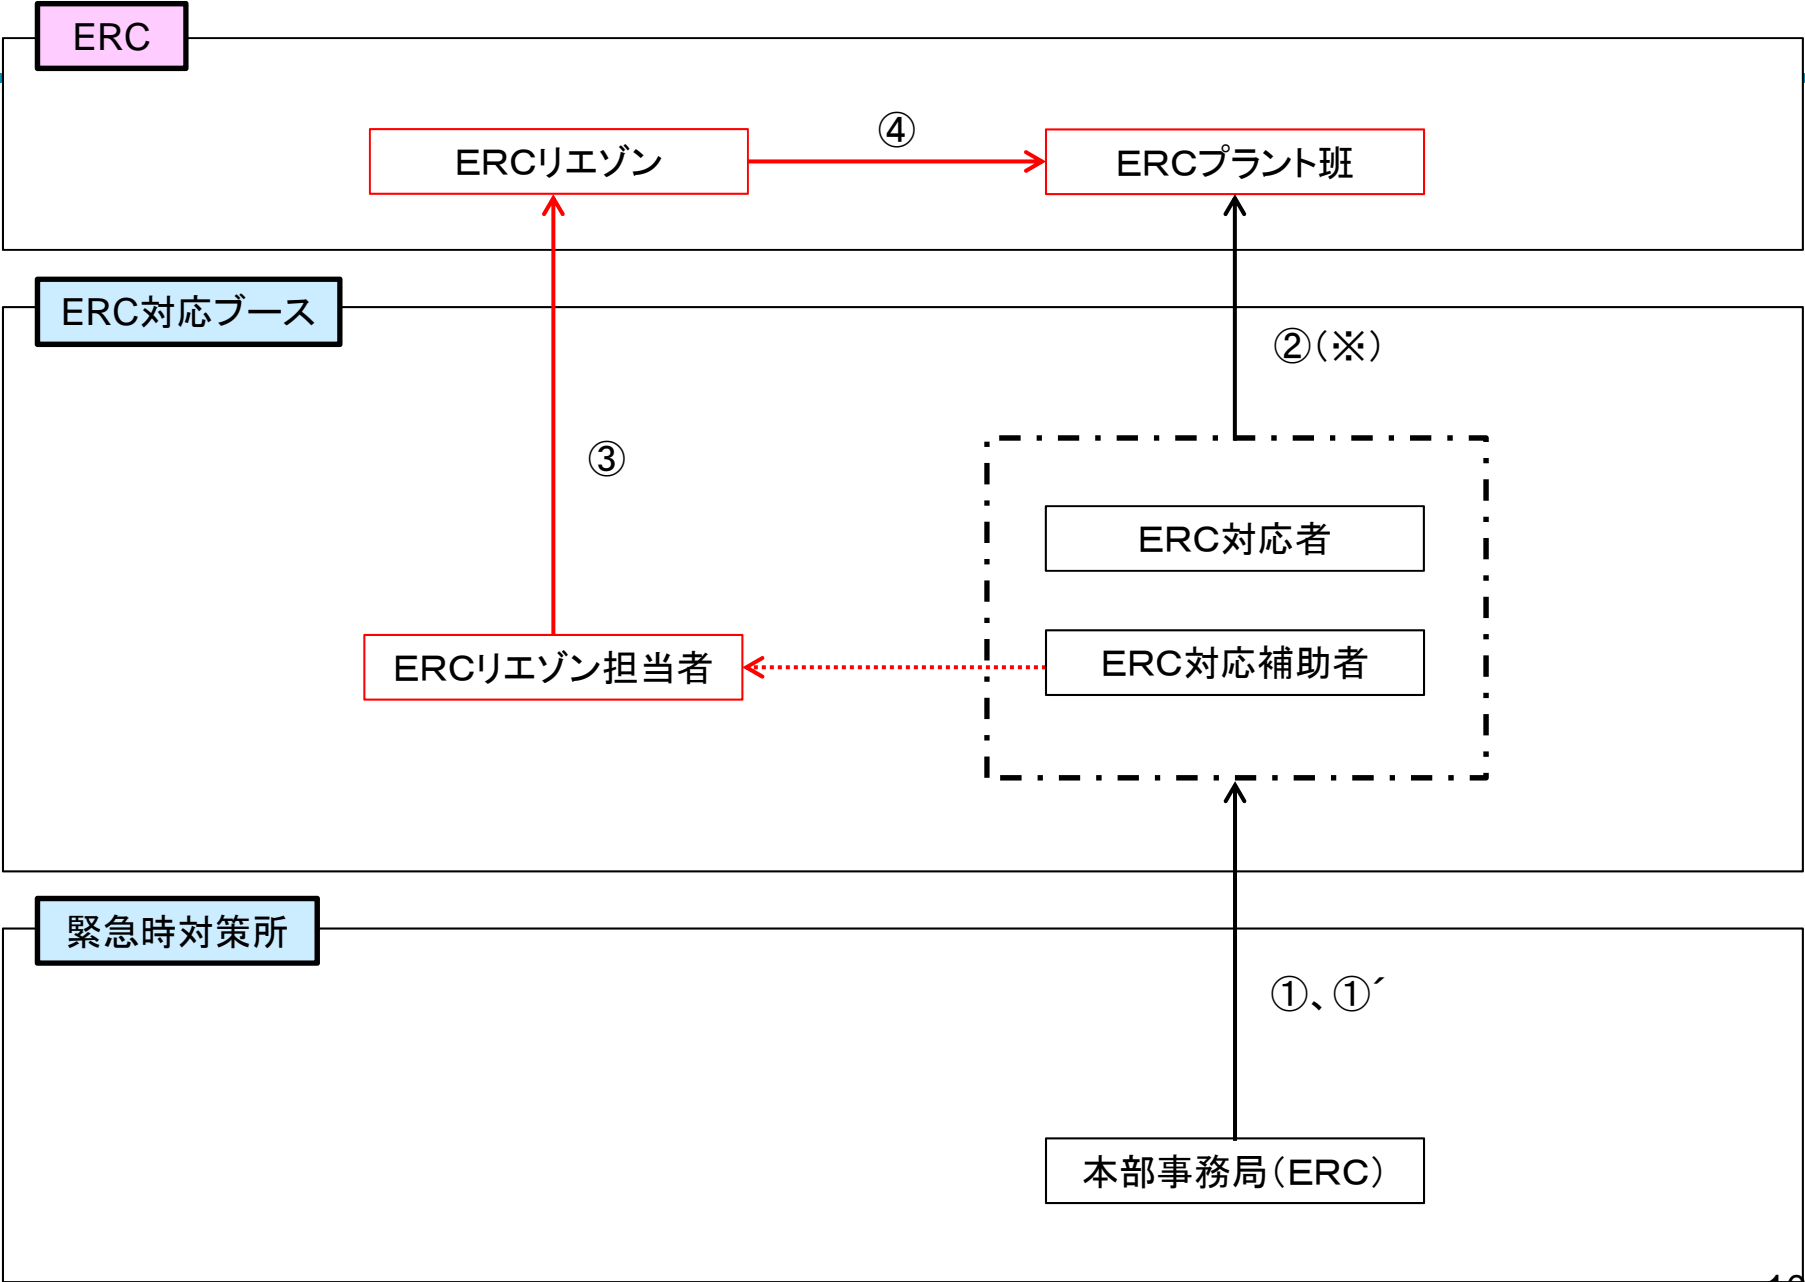 ERC
④
ERCリエゾン
ERCプラント班
ERC対応ブース
②(※)
③
ERC対応者
ERCリエゾン担当者
ERC対応補助者
緊急時対策所
①、①´
本部事務局(ERC)